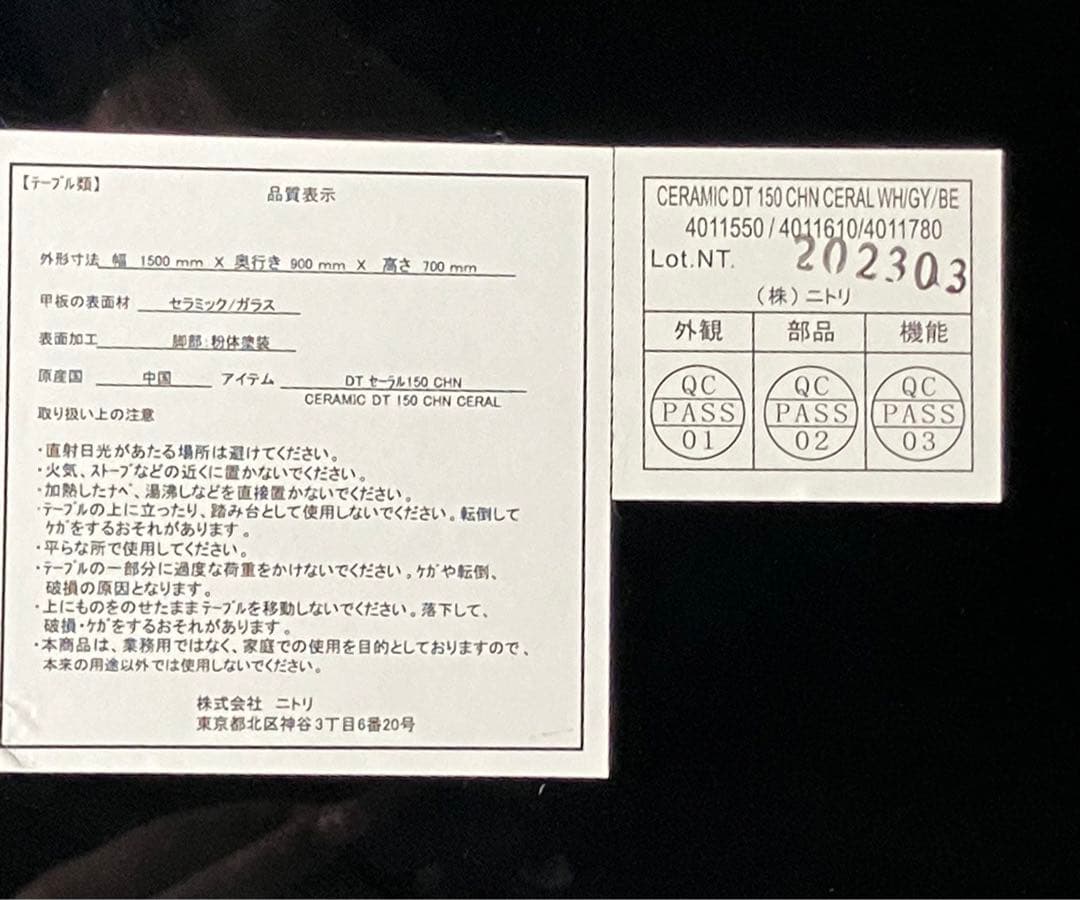 【テーブル類】
品質表示
外形寸法 幅 1500 mm X 奥行き 900 mm X 高さ 700 mm
甲板の表面材 セラミック/ガラス
表面加工 脚部:粉体塗装
原産国 中国 アイテム DT セーラル150 CHN
CERAMIC DT 150 CHN CERAL
取り扱い上の注意
・直射日光があたる場所は避けてください。
・火気、ストーブなどの近くに置かないでください。
・加熱したナベ、湯沸しなどを直接置かないでください。
・テーブルの上に立ったり、踏み台として使用しないでください。転倒して
ケガをするおそれがあります。
・平らな所で使用してください。
・テーブルの一部分に過度な荷重をかけないでください。ケガや転倒、
破損の原因となります。
・上にものをのせたままテーブルを移動しないでください。落下して、
破損・ケガをするおそれがあります。
・本商品は、業務用ではなく、家庭での使用を目的としておりますので、
本来の用途以外では使用しないでください。
株式会社 ニトリ
東京都北区神谷3丁目6番20号
CERAMIC DT 150 CHN CERAL WH/GY/BE
4011550 / 4011610/4011780
Lot.NT. 202303
(株)ニトリ
外観 部品 機能
QC QC QC
PASS PASS PASS
01 02 03